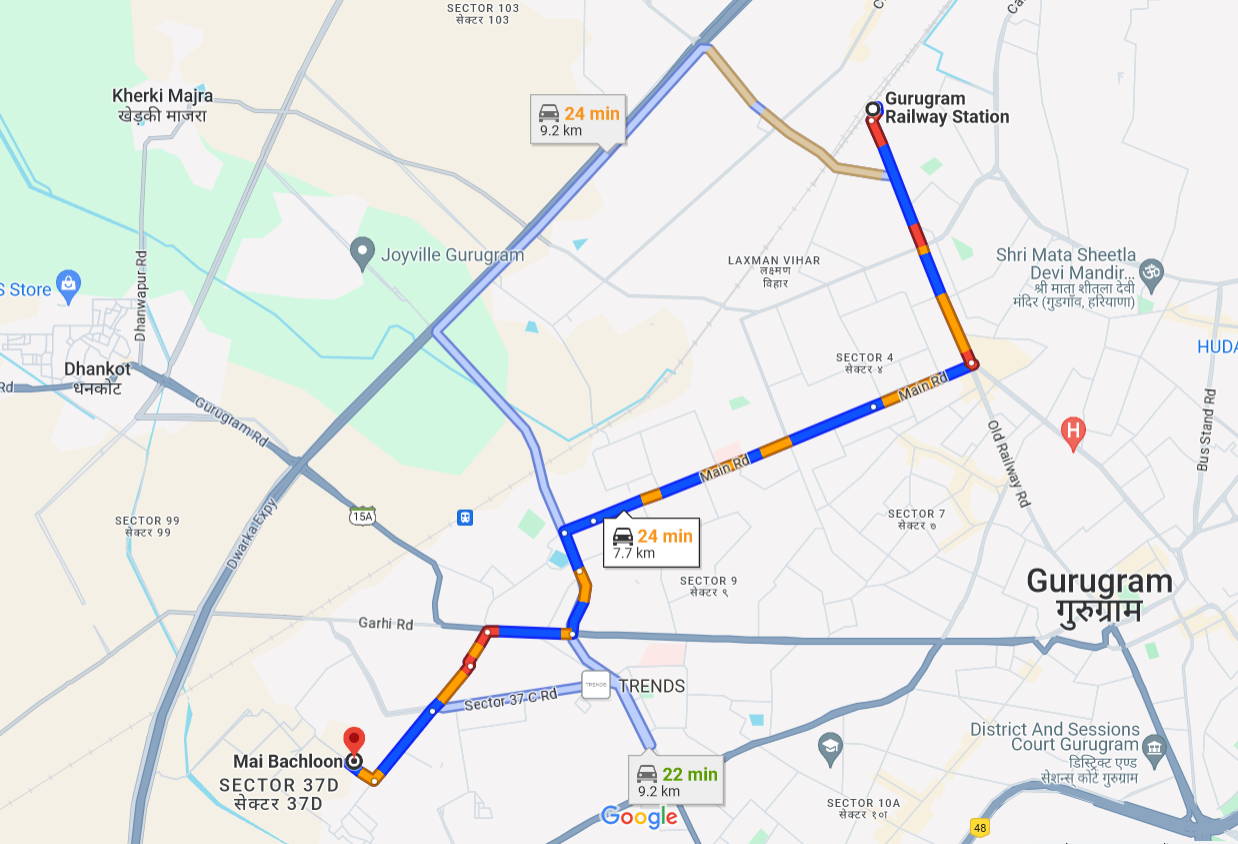 SECTOR 103
सेक्टर 103
Kherki Majra
खेड़की माजरा
24 min
9.2 km
Gurugram
Railway Station
Joyville Gurugram
LAXMAN VIHAR
लक्ष्मण
विहार
Shri Mata Sheetla
Devi Mandir...
श्री माता शीतला देवी
मंदिर (गुडगाँव, हरियाणा)
S Store
Dhanwapur Rd
HUDA
SECTOR 4
सेक्टर ४
Dhankot
धनकोट
Rd
Main Rd
Gurugram Rd
Old Railway Rd
H
Bus Stand Rd
Main Rd
15A
SECTOR 99
सेक्टर 99
Dwarka Expy
SECTOR 7
सेक्टर ७
24 min
7.7 km
SECTOR 9
सेक्टर ९
Gurugram
गुरुग्राम
Garhi Rd
TRENDS
TRENDS
Sector 37 C Rd
Mai Bachloon
SECTOR 37D
सेक्टर 37D
District And Sessions
Court Gurugram
डिस्ट्रिक्ट एण्ड
सेशन्स कोर्ट गुरुग्राम
22 min
9.2 km
Google
SECTOR 10A
सेक्टर १०ए
48